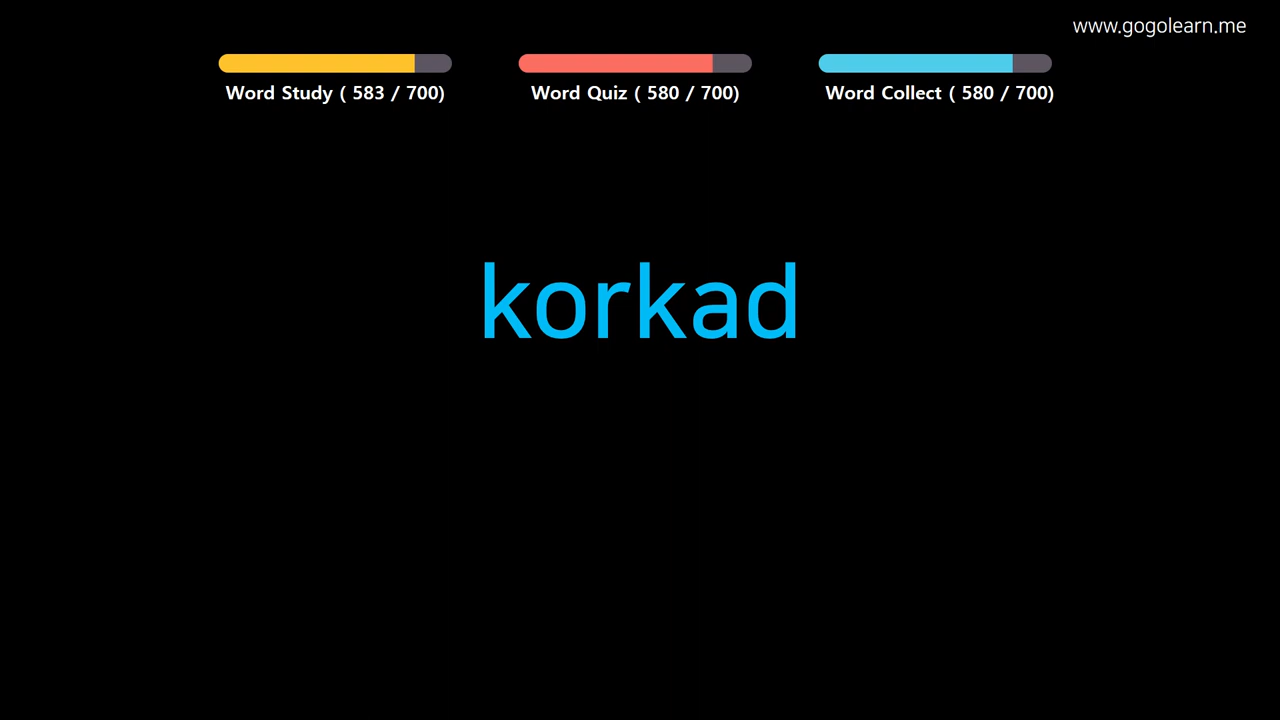 www.gogolearn.me
Word Study ( 583 / 700)
Word Quiz ( 580 / 700)
Word Collect ( 580 / 700)
korkad